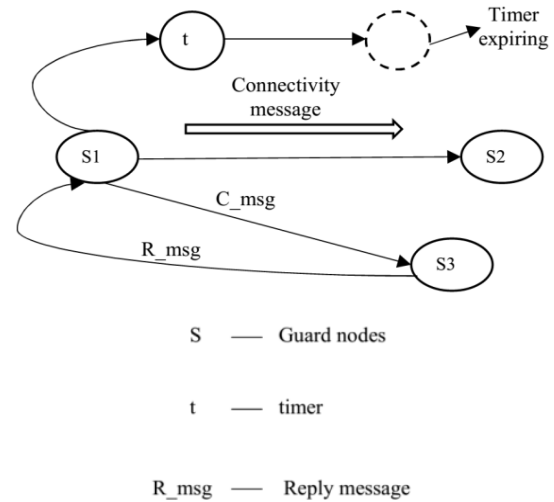 t
Timer
expiring
Connectivity
message
S1
S2
C_msg
R_msg
S3
S — Guard nodes
t — timer
R_msg — Reply message